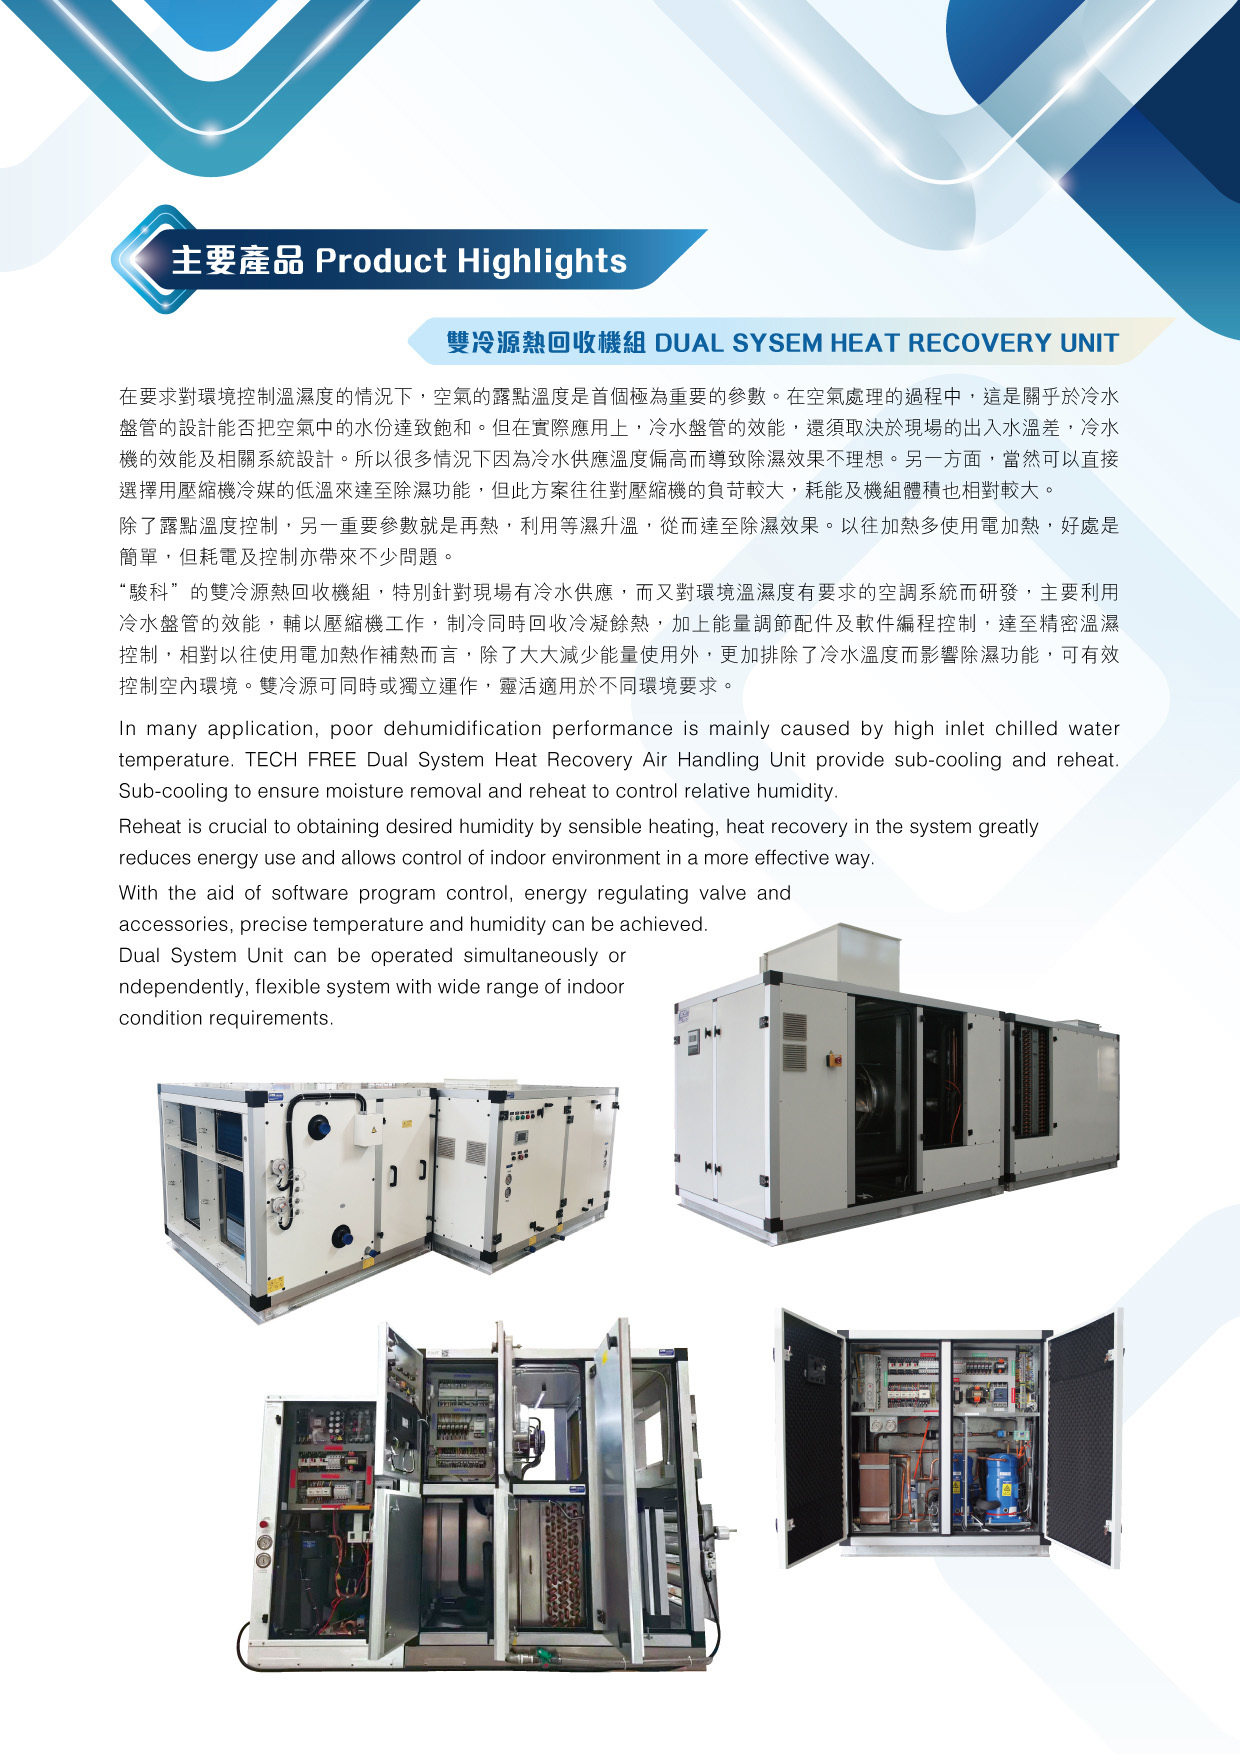 主要產品 Product Highlights
雙冷源熱回收機組 DUAL SYSEM HEAT RECOVERY UNIT
在要求對環境控制溫濕度的情況下，空氣的露點溫度是首個極為重要的參數。在空氣處理的過程中，這是關乎於冷水
盤管的設計能否把空氣中的水份達致飽和。但在實際應用上，冷水盤管的效能，還須取決於現場的出入水溫差，冷水
機的效能及相關系統設計。所以很多情況下因為冷水供應溫度偏高而導致除濕效果不理想。另一方面，當然可以直接
選擇用壓縮機冷媒的低溫來達至除濕功能，但此方案往往對壓縮機的負苛較大，耗能及機組體積也相對較大。
除了露點溫度控制，另一重要參數就是再熱，利用等濕升溫，從而達至除濕效果。以往加熱多使用電加熱，好處是
簡單，但耗電及控制亦帶來不少問題。
“駿科”的雙冷源熱回收機組，特別針對現場有冷水供應，而又對環境溫濕度有要求的空調系統而研發，主要利用
冷水盤管的效能，輔以壓縮機工作，制冷同時回收冷凝餘熱，加上能量調節配件及軟件編程控制，達至精密溫濕
控制，相對以往使用電加熱作補熱而言，除了大大減少能量使用外，更加排除了冷水溫度而影響除濕功能，可有效
控制空內環境。雙冷源可同時或獨立運作，靈活適用於不同環境要求。
In many application, poor dehumidification performance is mainly caused by high inlet chilled water
temperature. TECH FREE Dual System Heat Recovery Air Handling Unit provide sub-cooling and reheat.
Sub-cooling to ensure moisture removal and reheat to control relative humidity.
Reheat is crucial to obtaining desired humidity by sensible heating, heat recovery in the system greatly
reduces energy use and allows control of indoor environment in a more effective way.
With the aid of software program control, energy regulating valve and
accessories, precise temperature and humidity can be achieved.
Dual System Unit can be operated simultaneously or
ndependently, flexible system with wide range of indoor
condition requirements.